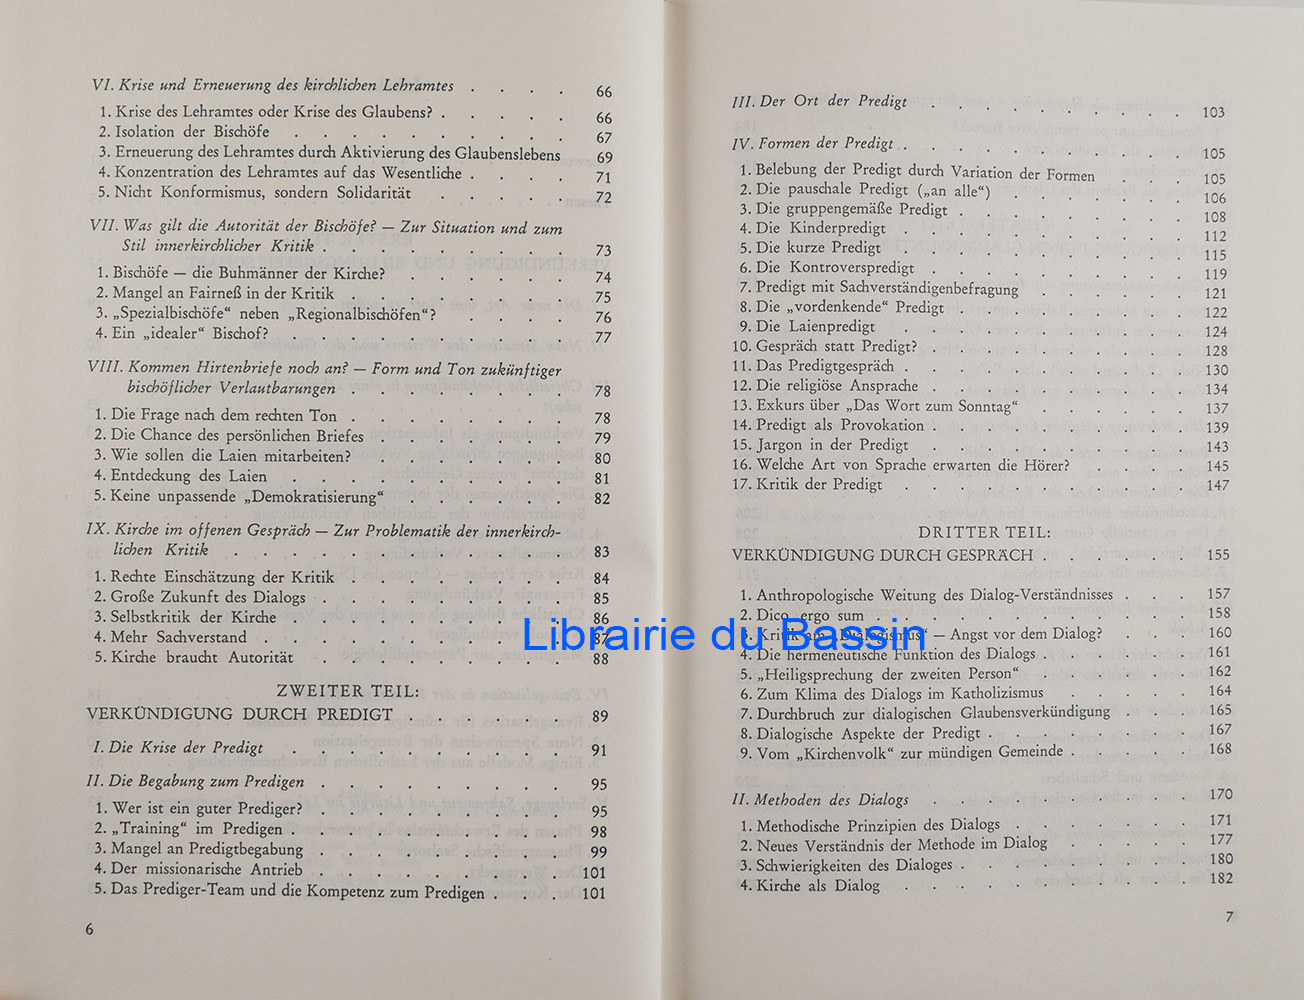 VI. Krise und Erneuerung des kirchlichen Lehramtes . . . . 66
1. Krise des Lehramtes oder Krise des Glaubens? . . . . . 66
2. Isolation der Bischöfe . . . . . . . . . . 67
3. Erneuerung des Lehramtes durch Aktivierung des Glaubenslebens 69
4. Konzentration des Lehramtes auf das Wesentliche . . . . 71
5. Nicht Konformismus, sondern Solidarität . . . . . 72
VII. Was gilt die Autorität der Bischöfe? — Zur Situation und zum
Stil innerkirchlicher Kritik . . . . . . . . . 73
1. Bischöfe — die Buhmänner der Kirche? . . . . . . 74
2. Mangel an Fairneß in der Kritik . . . . . . . . 75
3. „Spezialbischöfe“ neben „Regionalbischöfen“? . . . . 76
4. Ein „idealer“ Bischof? . . . . . . . . . . 77
VIII. Kommen Hirtenbriefe noch an? — Form und Ton zukünftiger
bischöflicher Verlautbarungen . . . . . . . . 78
1. Die Frage nach dem rechten Ton . . . . . . . 78
2. Die Chance des persönlichen Briefes . . . . . . . 79
3. Wie sollen die Laien mitarbeiten? . . . . . . . 80
4. Entdeckung des Laien . . . . . . . . . . 81
5. Keine unpassende „Demokratisierung“ . . . . . . 82
IX. Kirche im offenen Gespräch — Zur Problematik der innerkirch-
lichen Kritik . . . . . . . . . . . . 83
1. Rechte Einschätzung der Kritik . . . . . . . . 84
2. Große Zukunft des Dialogs . . . . . . . . . 85
3. Selbstkritik der Kirche . . . . . . . . . . 86
4. Mehr Sachverstand . . . . . . . . . . . 87
5. Kirche braucht Autorität . . . . . . . . . . 88
ZWEITER TEIL:
VERKÜNDIGUNG DURCH PREDIGT . . . . . . 89
I. Die Krise der Predigt . . . . . . . . . . 91
II. Die Begabung zum Predigen . . . . . . . . . 95
1. Wer ist ein guter Prediger? . . . . . . . . . 95
2. „Training“ im Predigen . . . . . . . . . . 98
3. Mangel an Predigtbegabung . . . . . . . . . 99
4. Der missionarische Antrieb . . . . . . . . . 101
5. Das Prediger-Team und die Kompetenz zum Predigen . . . 101
6
III. Der Ort der Predigt . . . . . . . . . 103
IV. Formen der Predigt . . . . . . . . . . 105
1. Belebung der Predigt durch Variation der Formen . . . 105
2. Die pauschale Predigt („an alle“) . . . . . . . 106
3. Die gruppengemäße Predigt . . . . . . . . . 108
4. Die Kinderpredigt . . . . . . . . . . . 112
5. Die kurze Predigt . . . . . . . . . . . 115
6. Die Kontroverspredigt . . . . . . . . . . 119
7. Predigt mit Sachverständigenbefragung . . . . . . 121
8. Die „vordenkende“ Predigt . . . . . . . . . 122
9. Die Laienpredigt . . . . . . . . . . . 124
10. Gespräch statt Predigt? . . . . . . . . . . 128
11. Das Predigtgespräch . . . . . . . . . . . 130
12. Die religiöse Ansprache . . . . . . . . . . 134
13. Exkurs über „Das Wort zum Sonntag“ . . . . . . 137
14. Predigt als Provokation . . . . . . . . . . 139
15. Jargon in der Predigt . . . . . . . . . . 143
16. Welche Art von Sprache erwarten die Hörer? . . . . 145
17. Kritik der Predigt . . . . . . . . . . . 147
DRITTER TEIL:
VERKÜNDIGUNG DURCH GESPRÄCH . . . . . . 155
1. Anthropologische Weitung des Dialog-Verständnisses . . . 157
2. Dico, ergo sum . . . . . . . . . . . 158
3. Kritik am „Dialogismus“ — Angst vor dem Dialog? . . . 160
4. Die hermeneutische Funktion des Dialogs . . . . . . 161
5. „Heiligsprechung der zweiten Person“ . . . . . . 162
6. Zum Klima des Dialogs im Katholizismus . . . . . 164
7. Durchbruch zur dialogischen Glaubensverkündigung . . . 165
8. Dialogische Aspekte der Predigt . . . . . . . . 166
9. Vom „Kirchenvolk“ zur mündigen Gemeinde . . . . . 168
II. Methoden des Dialogs . . . . . . . . . . 170
1. Methodische Prinzipien des Dialogs . . . . . . . 171
2. Neues Verständnis der Methode im Dialog . . . . . 177
3. Schwierigkeiten des Dialoges . . . . . . . . . 180
4. Kirche als Dialog . . . . . . . . . . . 182
7
Librairie du Bassin